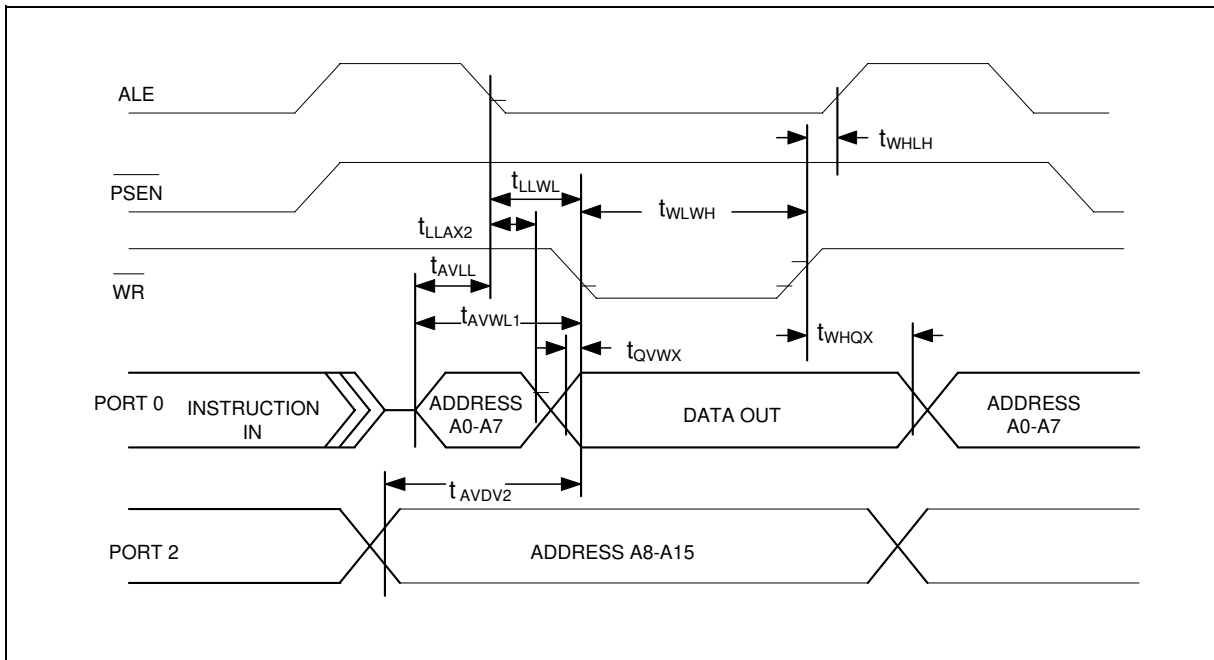 ALE
tWHLH
PSEN
tLLWL
tWLWH
tLLAX2
tAVLL
WR
tAVWL1
tWHQX
tQVWX
PORT 0
INSTRUCTION
IN
ADDRESS
A0-A7
DATA OUT
ADDRESS
A0-A7
tAVDV2
PORT 2
ADDRESS A8-A15